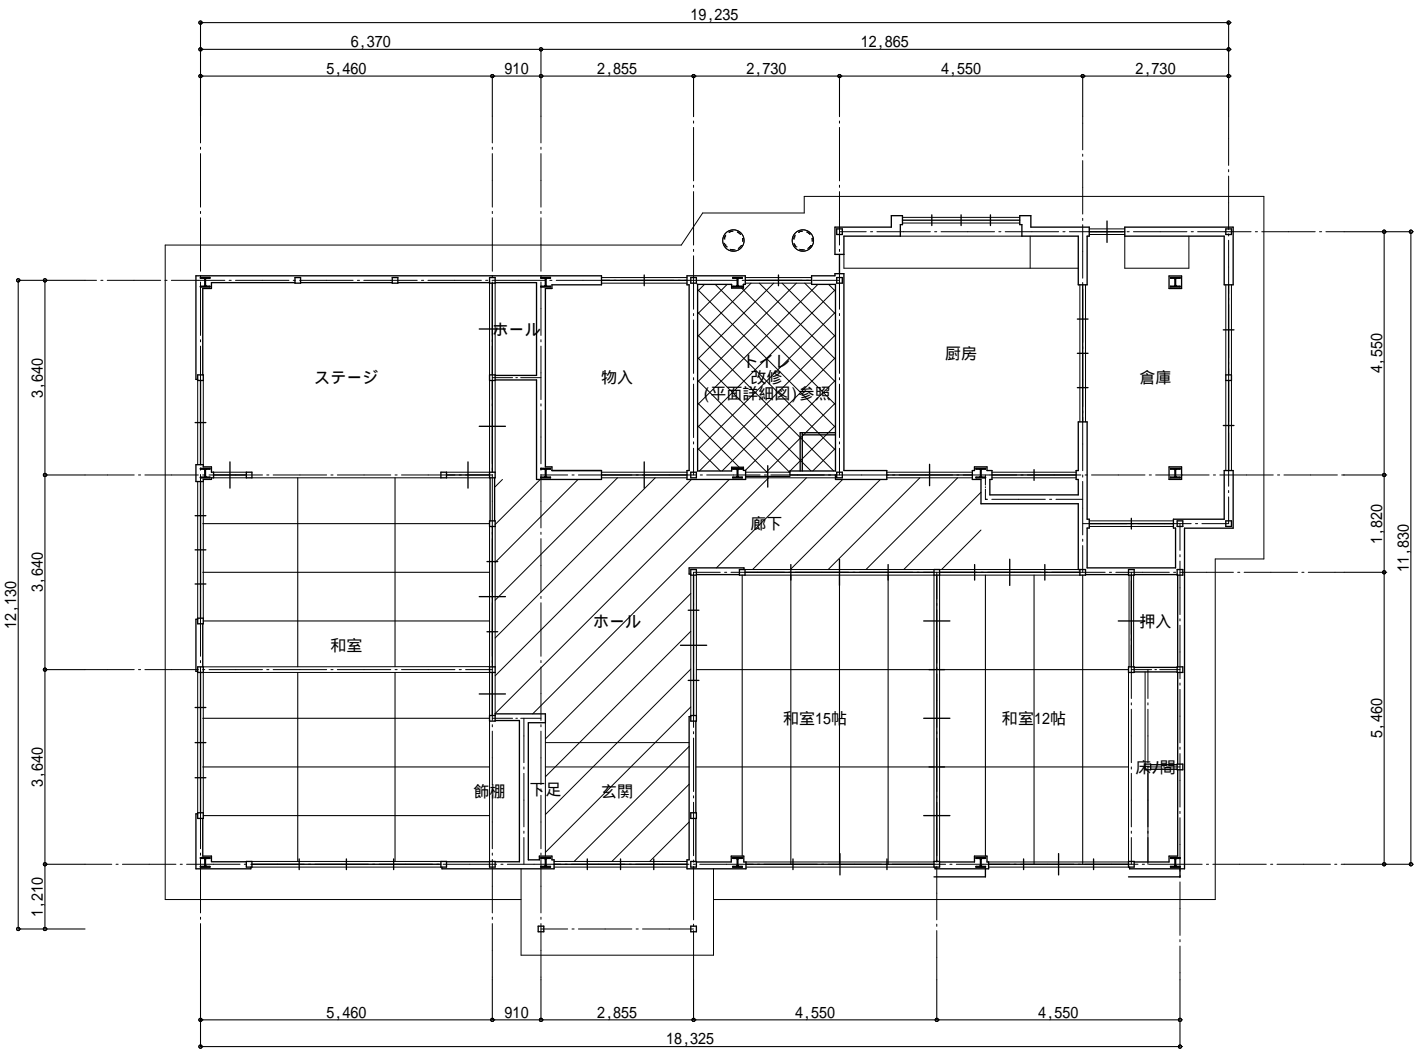 19,235
6,370
12,865
5,460
910
2,855
2,730
4,550
2,730
ホール
ステージ
物入
トイレ
改修
(平面詳細図)参照
厨房
倉庫
3,640
4,550
廊下
1,820
11,830
3,640
12,130
ホール
押入
和室
和室15帖
和室12帖
5,460
床ノ間
3,640
飾棚
下足
玄関
1,210
5,460
910
2,855
4,550
4,550
18,325